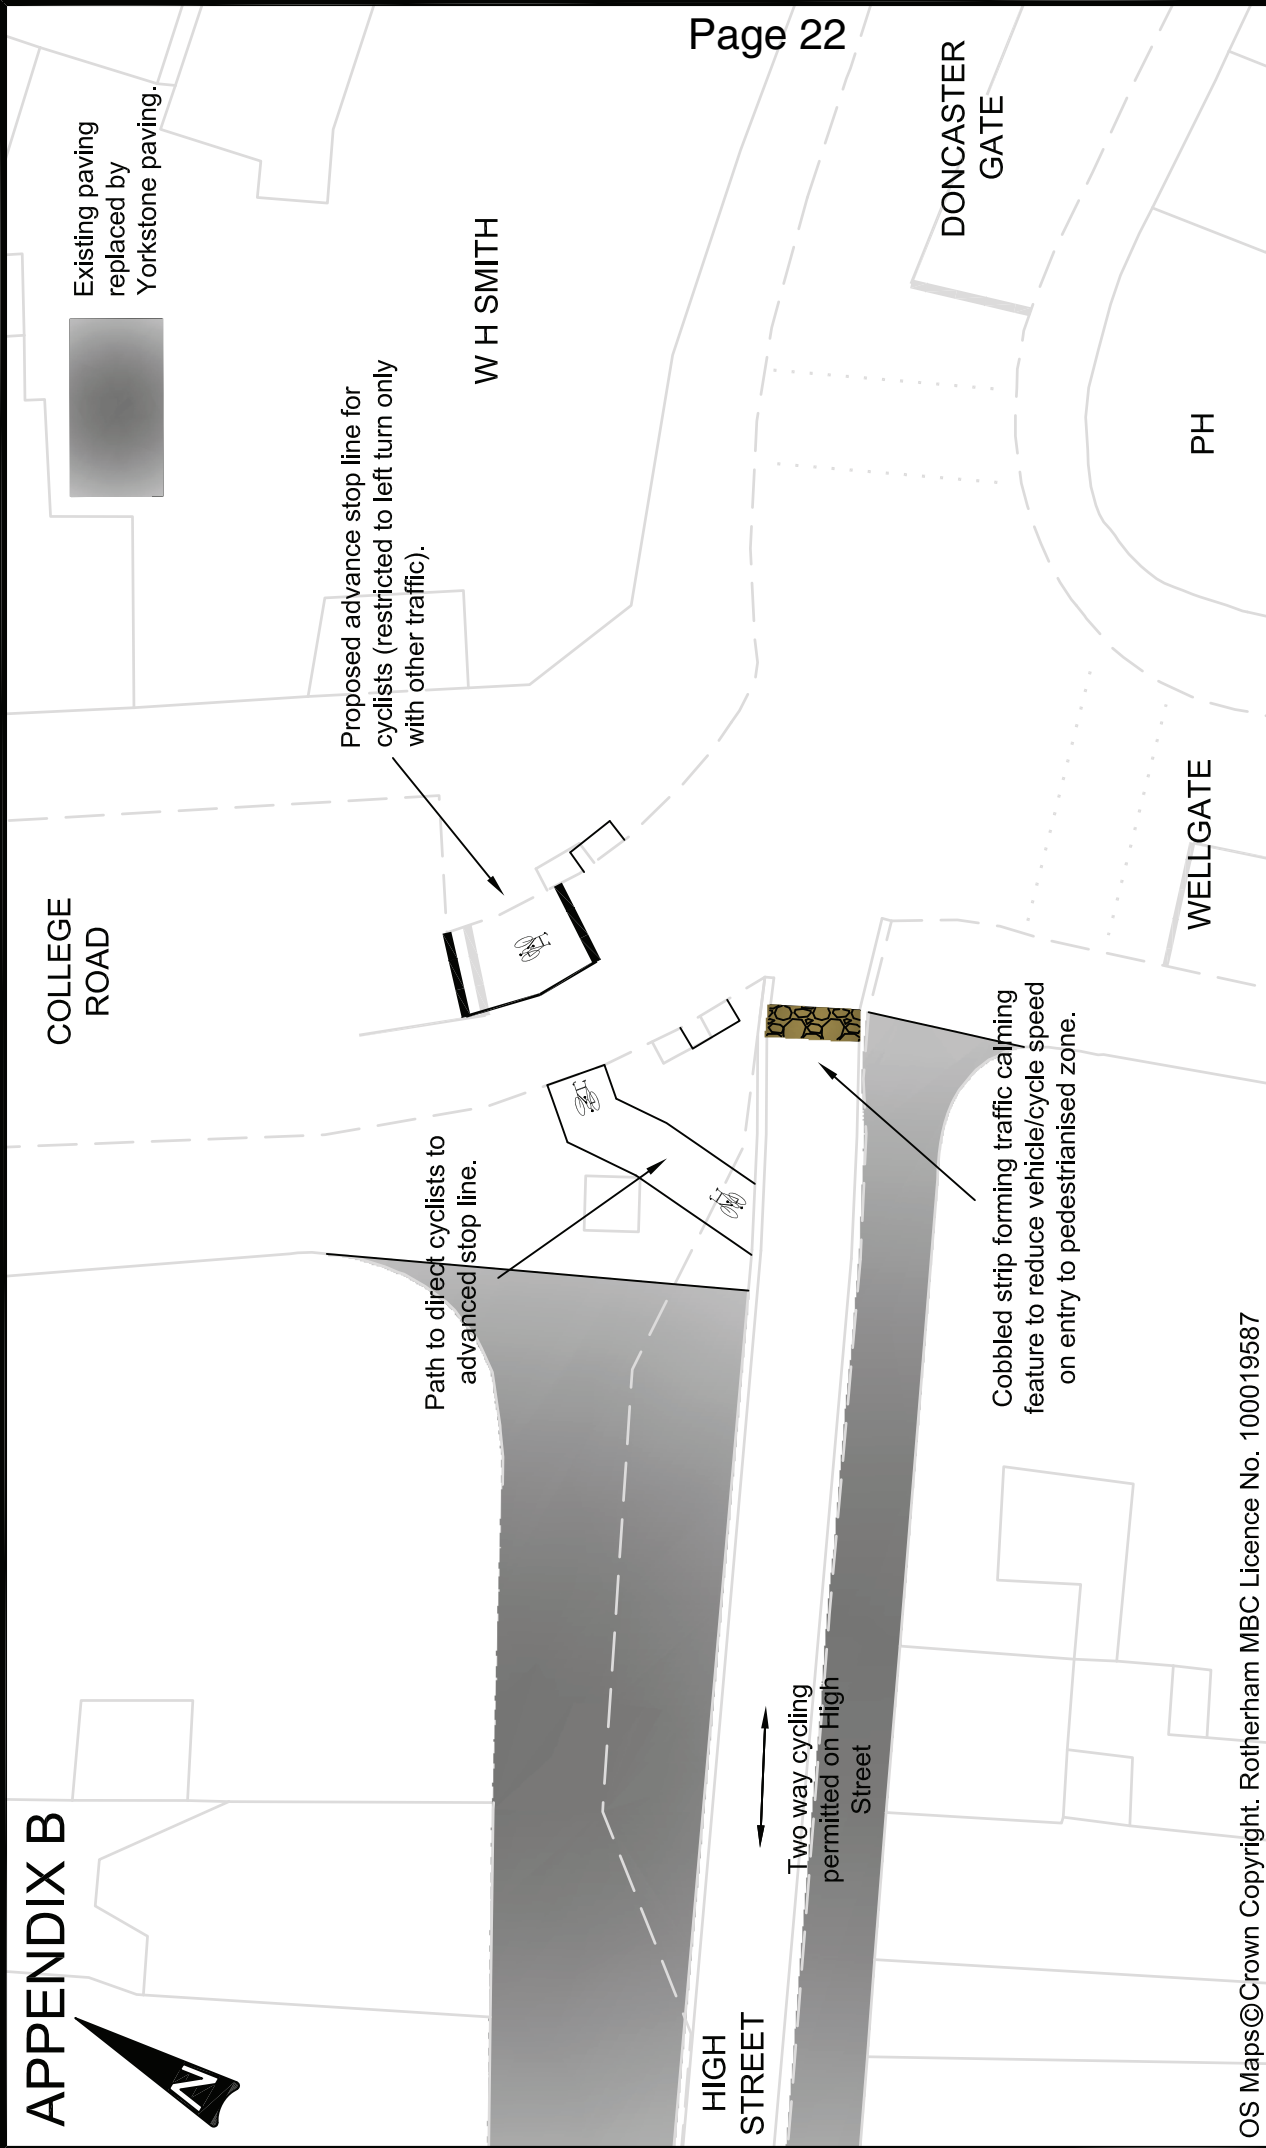 Page 22
APPENDIX B
COLLEGE
ROAD
Existing paving
replaced by
Yorkstone paving.
Proposed advance stop line for
cyclists (restricted to left turn only
with other traffic).
W H SMITH
Path to direct cyclists to
advanced stop line.
HIGH
STREET
Two way cycling
permitted on High
Street
DONCASTER
GATE
Cobbled strip forming traffic calming
feature to reduce vehicle/cycle speed
on entry to pedestrianised zone.
WELLGATE
PH
N
OS Maps©Crown Copyright. Rotherham MBC Licence No. 100019587